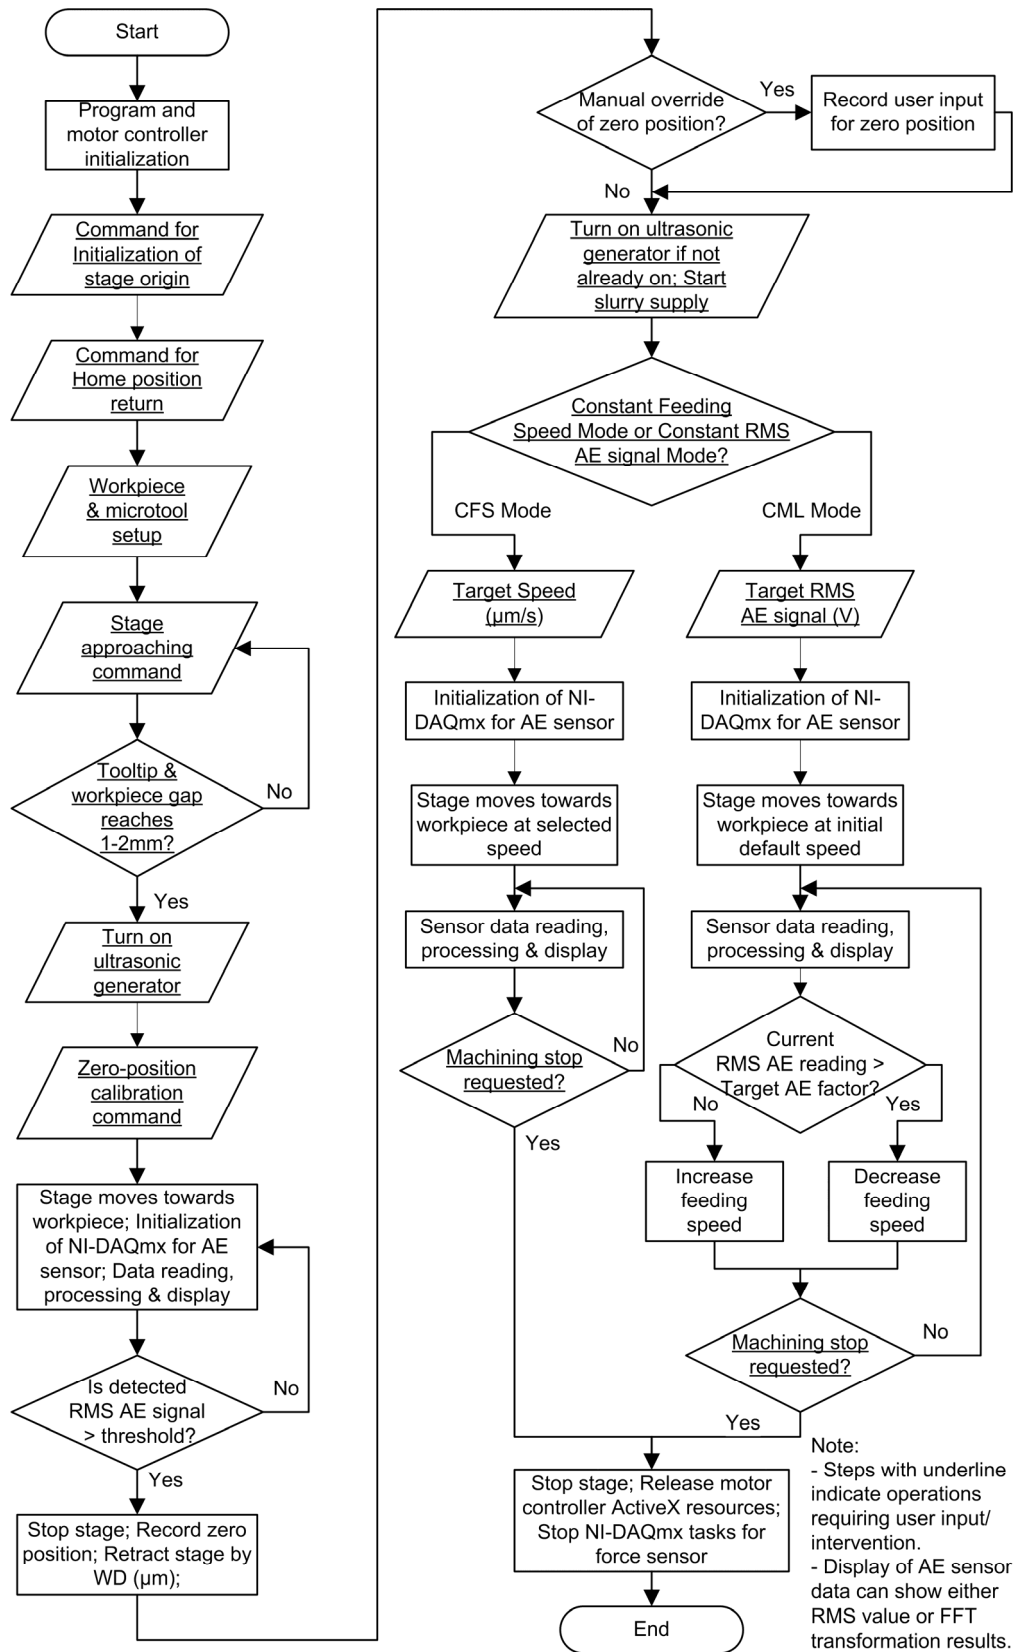 Start
Program and
motor controller
initialization
Command for
Initialization of
stage origin
Command for
Home position
return
Workpiece
& microtool
setup
Stage
approaching
command
Tooltip &
workpiece gap
reaches
1-2mm?
No
Yes
Turn on
ultrasonic
generator
Zero-position
calibration
command
Stage moves towards
workpiece; Initialization
of NI-DAQmx for AE
sensor; Data reading,
processing & display
Is detected
RMS AE signal
> threshold?
No
Yes
Stop stage; Record zero
position; Retract stage by
WD (µm);
Manual override
of zero position?
Yes
Record user input
for zero position
No
Turn on ultrasonic
generator if not
already on; Start
slurry supply
Constant Feeding
Speed Mode or Constant RMS
AE signal Mode?
CFS Mode
CML Mode
Target Speed
(µm/s)
Initialization of NI-
DAQmx for AE sensor
Stage moves towards
workpiece at selected
speed
Sensor data reading,
processing & display
Machining stop
requested?
No
Yes
Target RMS
AE signal (V)
Initialization of NI-
DAQmx for AE sensor
Stage moves towards
workpiece at initial
default speed
Sensor data reading,
processing & display
Current
RMS AE reading >
Target AE factor?
No
Yes
Increase
feeding
speed
Decrease
feeding
speed
Machining stop
requested?
No
Yes
Stop stage; Release motor
controller ActiveX resources;
Stop NI-DAQmx tasks for
force sensor
End
Note:
- Steps with underline
indicate operations
requiring user input/
intervention.
- Display of AE sensor
data can show either
RMS value or FFT
transformation results.